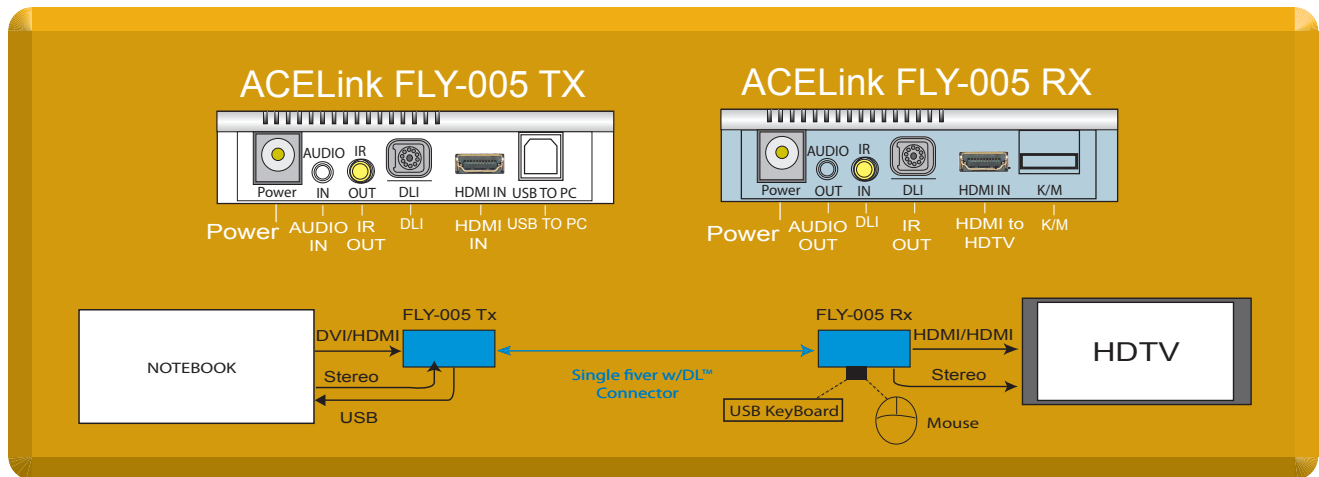 ACELink FLY-005 TX
AUDIO IR
Power IN OUT DLI HDMI IN USB TO PC
Power AUDIO IR DLI HDMI USB TO PC
IN OUT IN
ACELink FLY-005 RX
AUDIO IR
Power OUT IN DLI HDMI IN K/M
Power AUDIO DLI IR HDMI to K/M
OUT OUT HDTV
NOTEBOOK
DVI/HDMI
Stereo
USB
FLY-005 Tx
Single fiver w/DL™
Connector
FLY-005 Rx
HDMI/HDMI
Stereo
USB KeyBoard
Mouse
HDTV